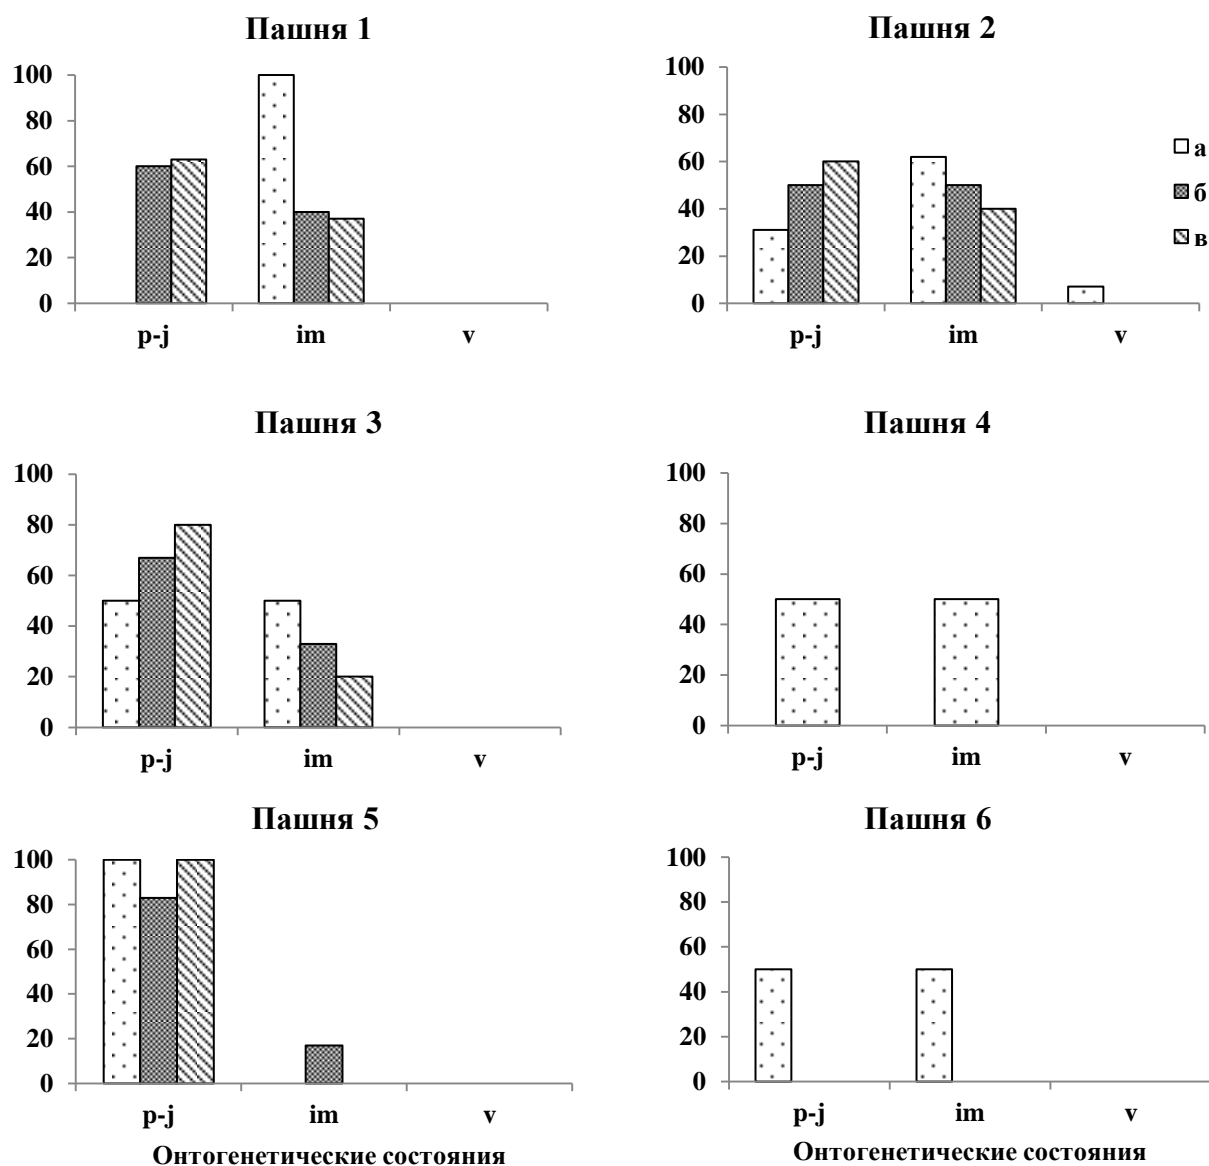 Пашня 1
100
80
60
40
20
0
p-j im v
Пашня 2
100
80
60
40
20
0
p-j im v
а
б
в
Пашня 3
100
80
60
40
20
0
p-j im v
Пашня 4
100
80
60
40
20
0
p-j im v
Пашня 5
100
80
60
40
20
0
p-j im v
Онтогенетические состояния
Пашня 6
100
80
60
40
20
0
p-j im v
Онтогенетические состояния